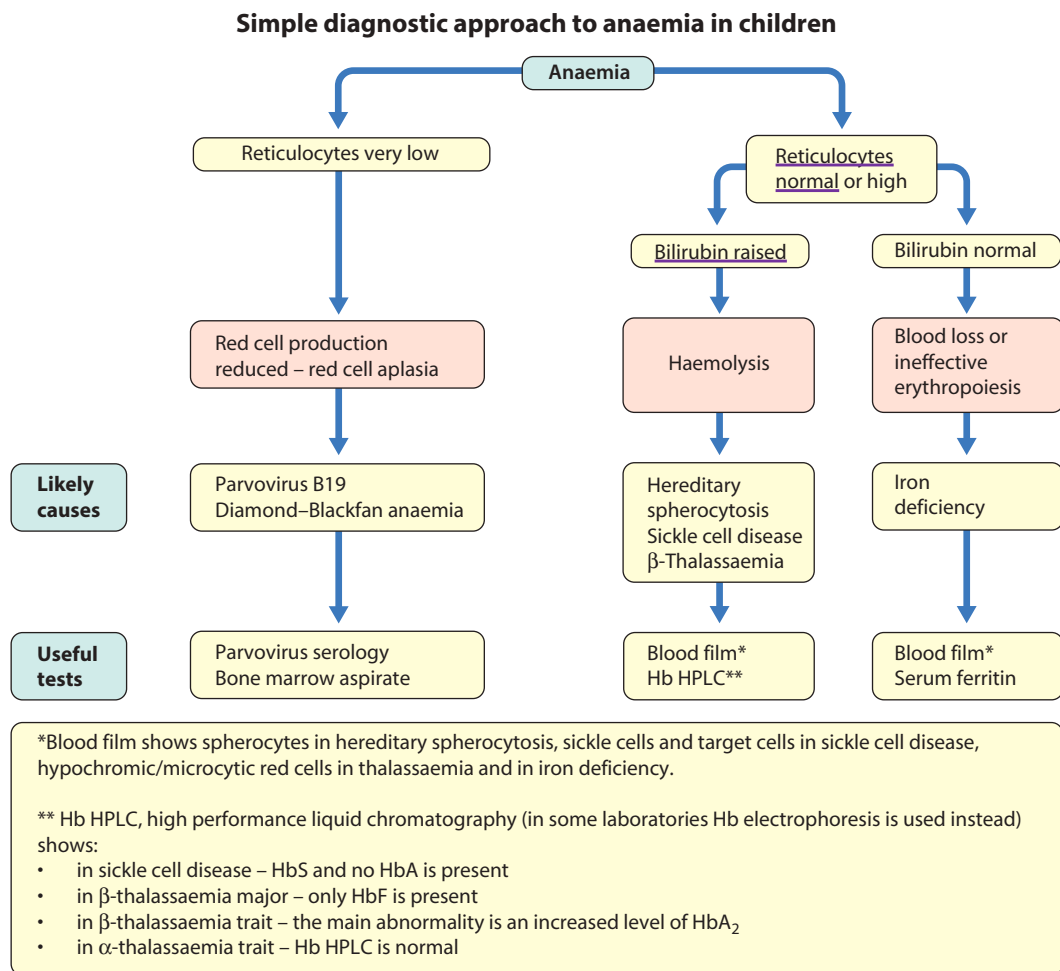 Simple diagnostic approach to anaemia in children
Anaemia
Reticulocytes very low
Reticulocytes
normal or high
Bilirubin raised
Bilirubin normal
Red cell production
reduced – red cell aplasia
Haemolysis
Blood loss or
ineffective
erythropoiesis
Likely
causes
Parvovirus B19
Diamond–Blackfan anaemia
Hereditary
spherocytosis
Sickle cell disease
β-Thalassaemia
Iron
deficiency
Useful
tests
Parvovirus serology
Bone marrow aspirate
Blood film*
Hb HPLC**
Blood film*
Serum ferritin
*Blood film shows spherocytes in hereditary spherocytosis, sickle cells and target cells in sickle cell disease,
hypochromic/microcytic red cells in thalassaemia and in iron deficiency.
** Hb HPLC, high performance liquid chromatography (in some laboratories Hb electrophoresis is used instead)
shows:
• in sickle cell disease – HbS and no HbA is present
• in β-thalassaemia major – only HbF is present
• in β-thalassaemia trait – the main abnormality is an increased level of HbA₂
• in α-thalassaemia trait – Hb HPLC is normal